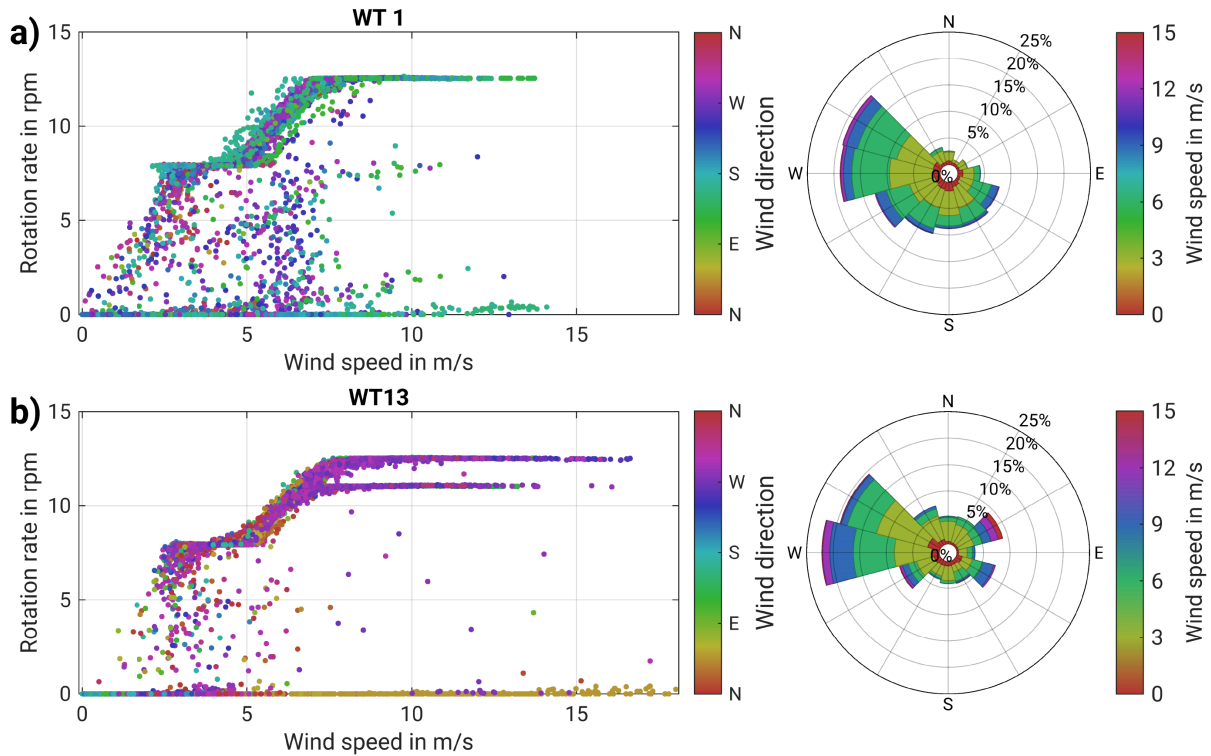 a)
WT 1
Rotation rate in rpm
15
10
5
0
0
5
10
15
Wind speed in m/s
N
W
S
E
N
Wind direction
N
W
E
S
25%
20%
15%
10%
5%
0%
15
12
9
6
3
0
Wind speed in m/s
b)
WT13
Rotation rate in rpm
15
10
5
0
0
5
10
15
Wind speed in m/s
N
W
S
E
N
Wind direction
N
W
E
S
25%
20%
15%
10%
5%
0%
15
12
9
6
3
0
Wind speed in m/s